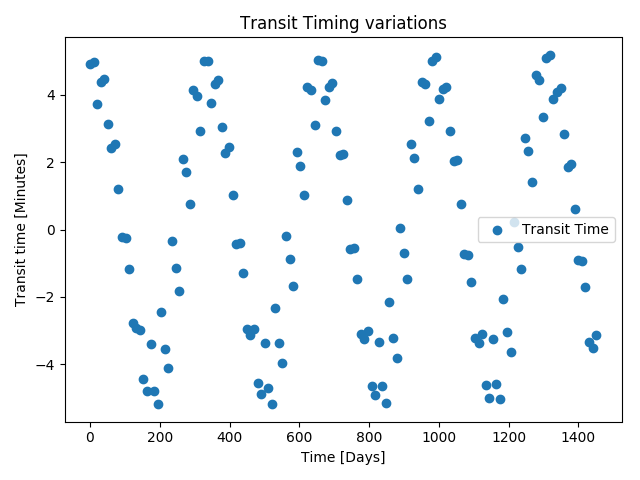 Transit Timing variations
Transit time [Minutes]
4
2
0
−2
−4
Transit Time
0 200 400 600 800 1000 1200 1400
Time [Days]